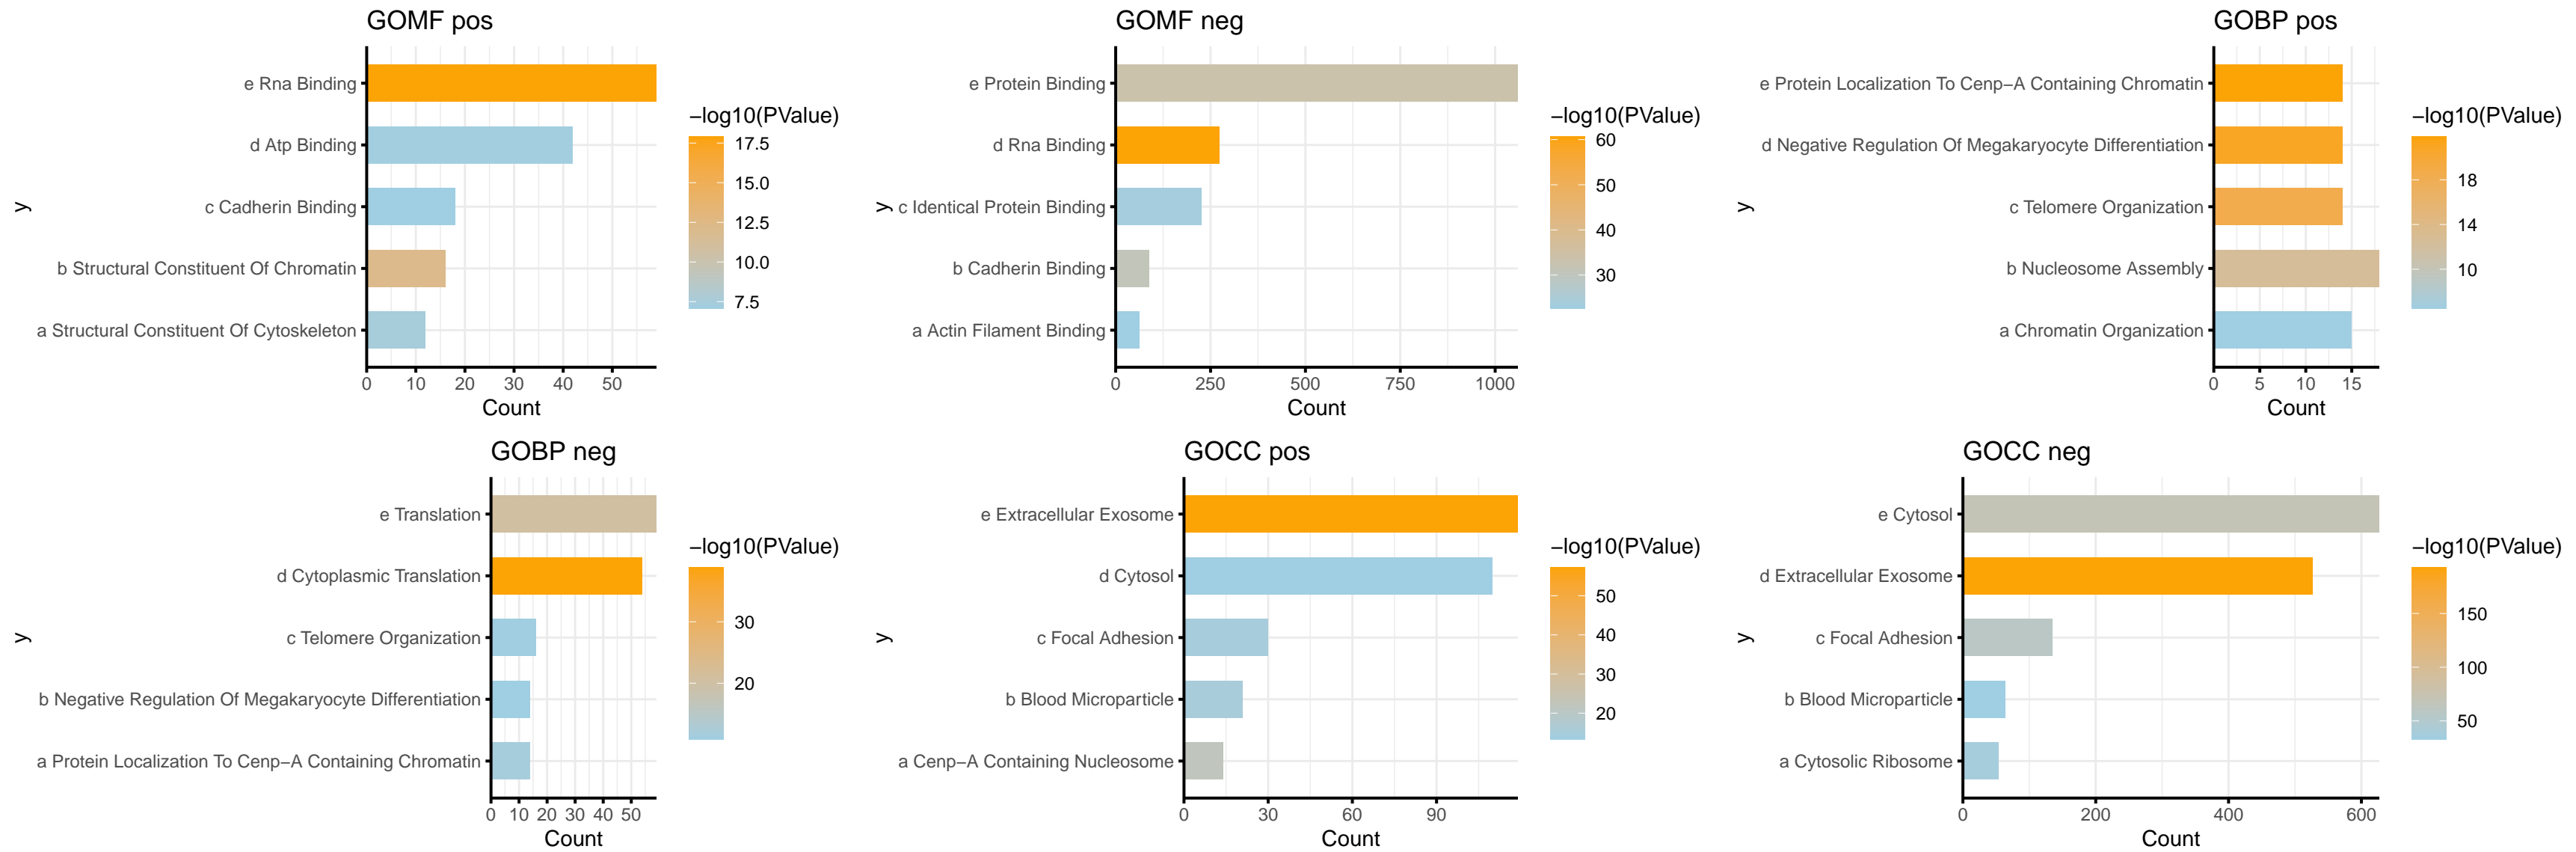 GOMF pos
e Rna Binding
d Atp Binding
c Cadherin Binding
b Structural Constituent Of Chromatin
a Structural Constituent Of Cytoskeleton
y
0 10 20 30 40 50
Count
−log10(PValue)
17.5
15.0
12.5
10.0
7.5
GOMF neg
e Protein Binding
d Rna Binding
c Identical Protein Binding
b Cadherin Binding
a Actin Filament Binding
y
0 250 500 750 1000
Count
−log10(PValue)
60
50
40
30
GOBP pos
e Protein Localization To Cenp−A Containing Chromatin
d Negative Regulation Of Megakaryocyte Differentiation
c Telomere Organization
b Nucleosome Assembly
a Chromatin Organization
y
0 5 10 15
Count
−log10(PValue)
18
14
10
GOBP neg
e Translation
d Cytoplasmic Translation
c Telomere Organization
b Negative Regulation Of Megakaryocyte Differentiation
a Protein Localization To Cenp−A Containing Chromatin
y
0 10 20 30 40 50
Count
−log10(PValue)
30
20
GOCC pos
e Extracellular Exosome
d Cytosol
c Focal Adhesion
b Blood Microparticle
a Cenp−A Containing Nucleosome
y
0 30 60 90
Count
−log10(PValue)
50
40
30
20
GOCC neg
e Cytosol
d Extracellular Exosome
c Focal Adhesion
b Blood Microparticle
a Cytosolic Ribosome
y
0 200 400 600
Count
−log10(PValue)
150
100
50